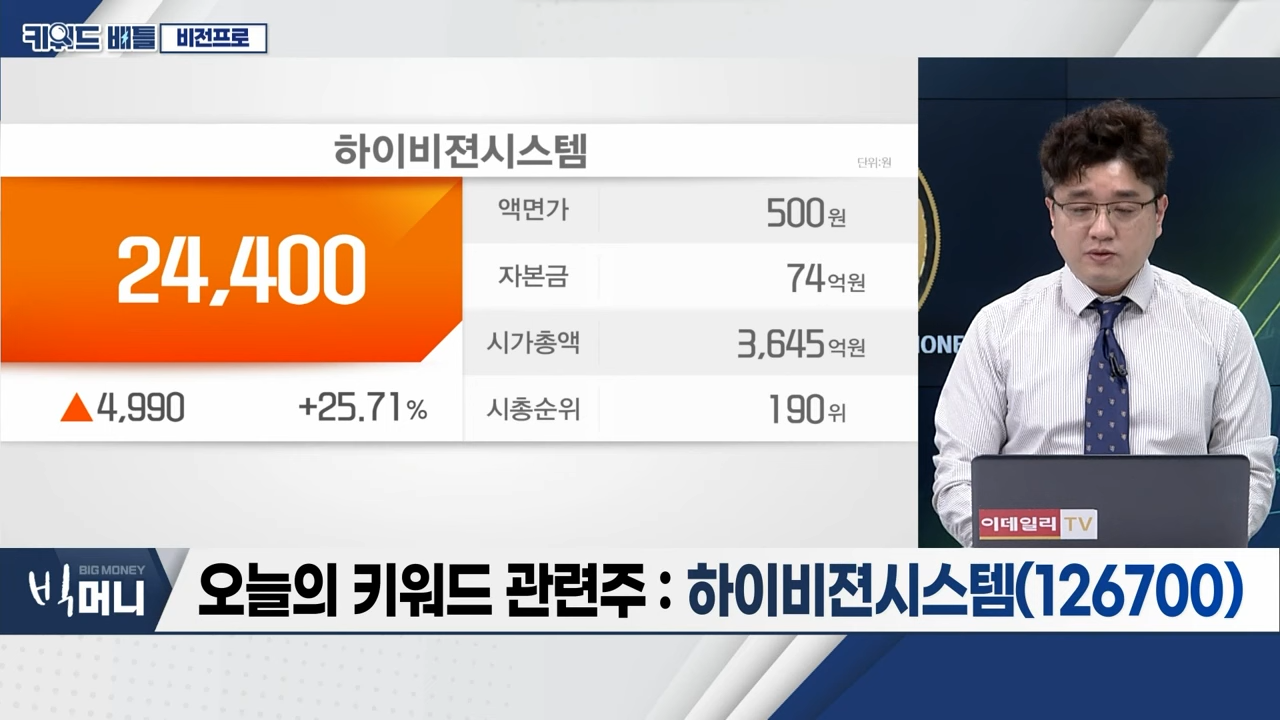 키워드 배틀 비전프로
하이비젼시스템
단위:원
24,400
▲4,990 +25.71%
액면가 500원
자본금 74억원
시가총액 3,645억원
시총순위 190위
이데일리TV
빅머니 BIG MONEY
오늘의 키워드 관련주 : 하이비젼시스템(126700)